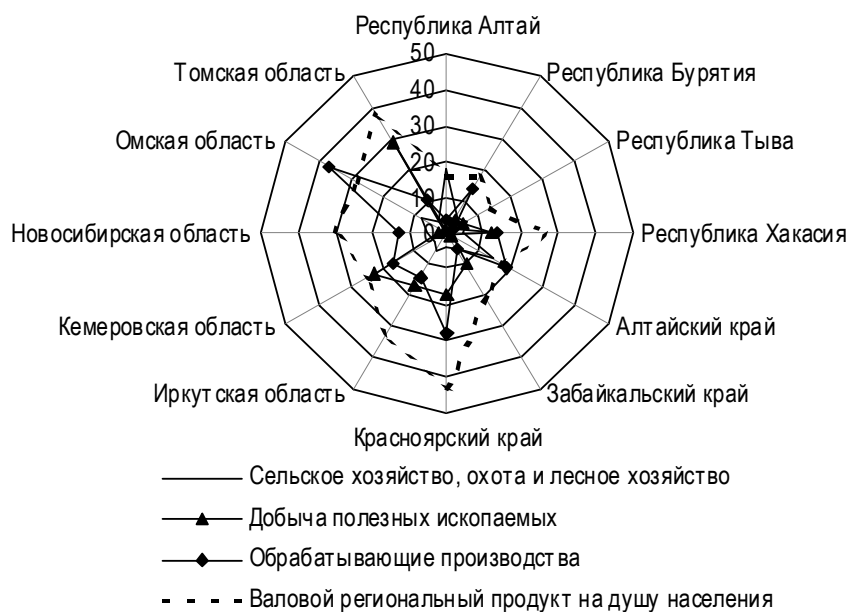 Республика Алтай
50
Томская область
Республика Бурятия
40
30
Омская область
Республика Тыва
20
10
Новосибирская область
0
Республика Хакасия
Кемеровская область
Алтайский край
Иркутская область
Забайкальский край
Красноярский край
Сельское хозяйство, охота и лесное хозяйство
Добыча полезных ископаемых
Обрабатывающие производства
Валовой региональный продукт на душу населения